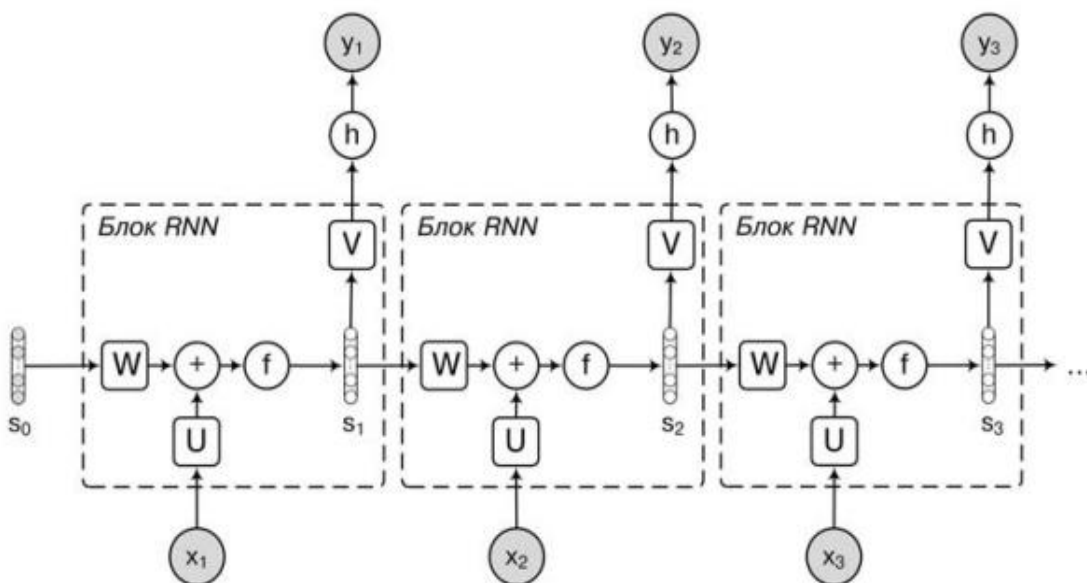 y₁ y₂ y₃
h h h
Блок RNN Блок RNN Блок RNN
V V V
W + f W + f W + f ...
s₀ s₁ s₂ s₃
U U U
x₁ x₂ x₃